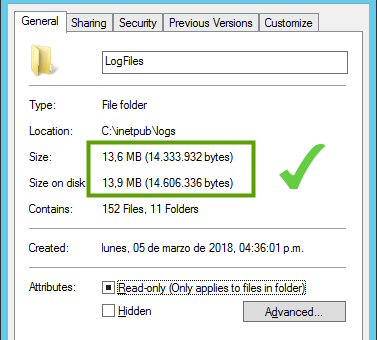 General Sharing Security Previous Versions Customize
LogFiles
Type: File folder
Location: C:\inetpub\logs
Size: 13,6 MB (14.333.932 bytes)
Size on disk 13,9 MB (14.606.336 bytes)
Contains: 152 Files, 11 Folders
Created: lunes, 05 de marzo de 2018, 04:36:01 p.m.
Attributes: Read-only (Only applies to files in folder)
Hidden Advanced...